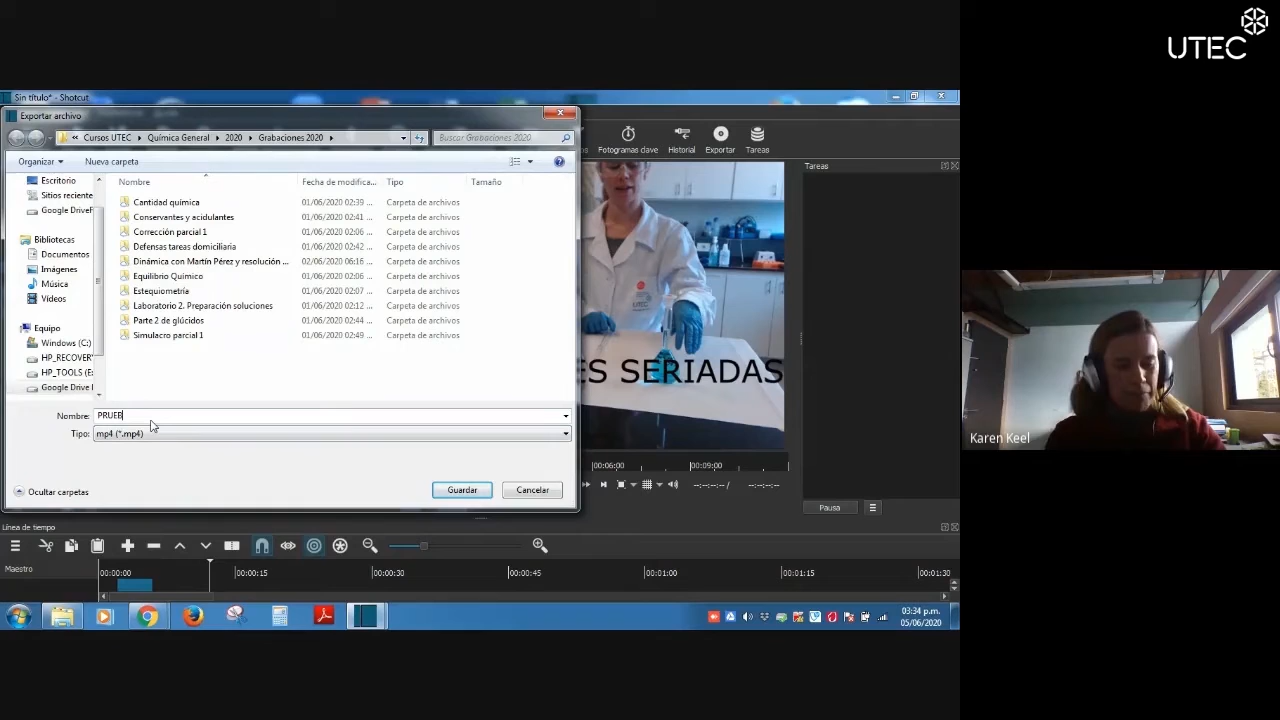 UTEC
Sin título* - Shotcut
Exportar archivo
Cursos UTEC
Química General
2020
Grabaciones 2020
Buscar Grabaciones 2020
Organizar
Nueva carpeta
Fotogramas clave
Historial
Exportar
Tareas
Tareas
Nombre
Fecha de modifica...
Tipo
Tamaño
Escritorio
Sitios reciente
Google DriveF
Bibliotecas
Documentos
Imágenes
Música
Vídeos
Equipo
Windows (C:)
HP_RECOVERY
HP_TOOLS (E:
Google Drive
Cantidad química 01/06/2020 02:39 ... Carpeta de archivos
Conservantes y acidulantes 01/06/2020 02:41 ... Carpeta de archivos
Corrección parcial 1 01/06/2020 02:06 ... Carpeta de archivos
Defensas tareas domiciliaria 01/06/2020 02:42 ... Carpeta de archivos
Dinámica con Martín Pérez y resolución ... 02/06/2020 06:16 ... Carpeta de archivos
Equilibrio Químico 01/06/2020 02:06 ... Carpeta de archivos
Estequiometría 01/06/2020 02:07 ... Carpeta de archivos
Laboratorio 2. Preparación soluciones 01/06/2020 02:12 ... Carpeta de archivos
Parte 2 de glúcidos 01/06/2020 02:44 ... Carpeta de archivos
Simulacro parcial 1 01/06/2020 02:49 ... Carpeta de archivos
UTEC
ES SERIADAS
Nombre: PRUEB
Tipo: mp4 (*.mp4)
Ocultar carpetas
Guardar
Cancelar
00:06:00
00:09:00
--:--:--:-- /
--:--:--:--
Pausa
Karen Keel
Línea de tiempo
Maestro
00:00:00
00:00:15
00:00:30
00:00:45
00:01:00
00:01:15
00:01:30
03:34 p.m.
05/06/2020